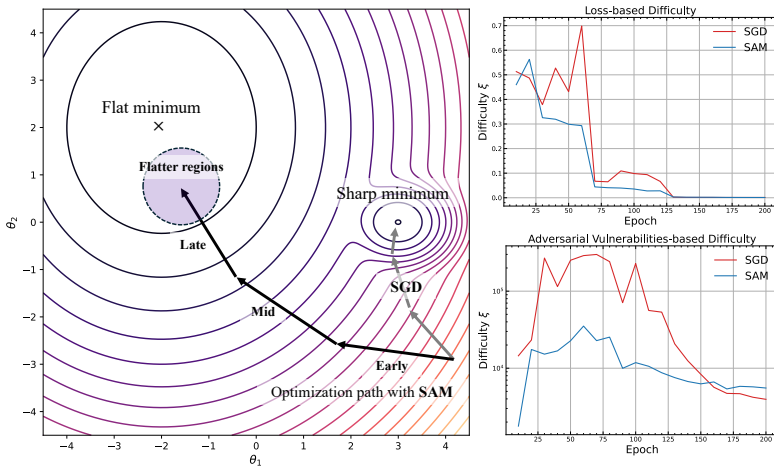 Flat minimum
Flatter regions
Sharp minimum
Late
Mid
Early
SGD
Optimization path with SAM
θ₂
4
3
2
1
0
−1
−2
−3
−4
−4
−3
−2
−1
0
1
2
3
4
θ₁
Loss-based Difficulty
SGD
SAM
Difficulty ξ
0.7
0.6
0.5
0.4
0.3
0.2
0.1
0.0
25
50
75
100
125
150
175
200
Epoch
Adversarial Vulnerabilities-based Difficulty
SGD
SAM
Difficulty ξ
10⁵
10⁴
25
50
75
100
125
150
175
200
Epoch